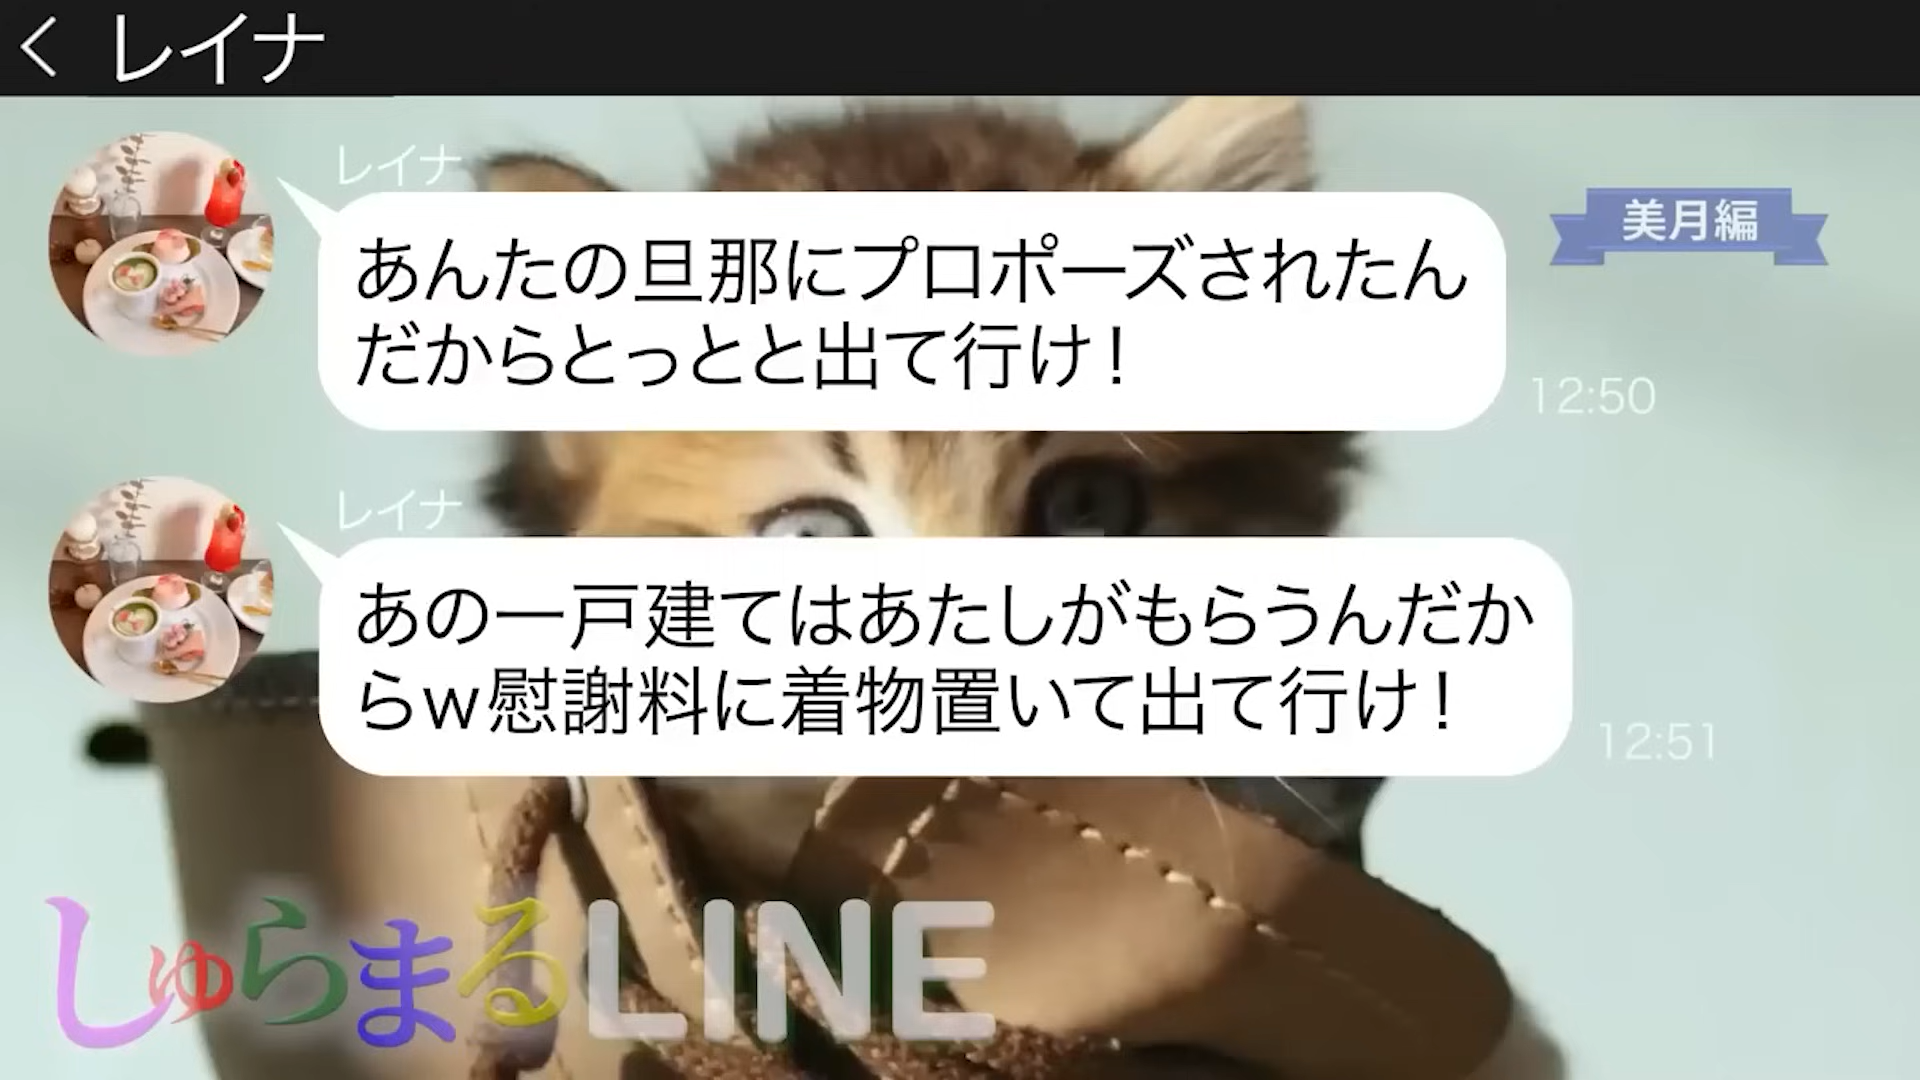 レイナ
レイナ
美月編
あんたの旦那にプロポーズされたん
だからとっとと出て行け!
12:50
レイナ
あの一戸建てはあたしがもらうんだか
らw慰謝料に着物置いて出て行け!
12:51
しゅらまるLINE